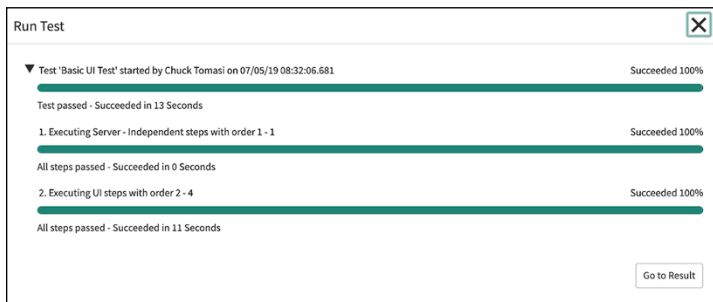 Run Test
Test 'Basic UI Test' started by Chuck Tomasi on 07/05/19 08:32:06.681 Succeeded 100%
Test passed - Succeeded in 13 Seconds
1. Executing Server - Independent steps with order 1 - 1 Succeeded 100%
All steps passed - Succeeded in 0 Seconds
2. Executing UI steps with order 2 - 4 Succeeded 100%
All steps passed - Succeeded in 11 Seconds
Go to Result